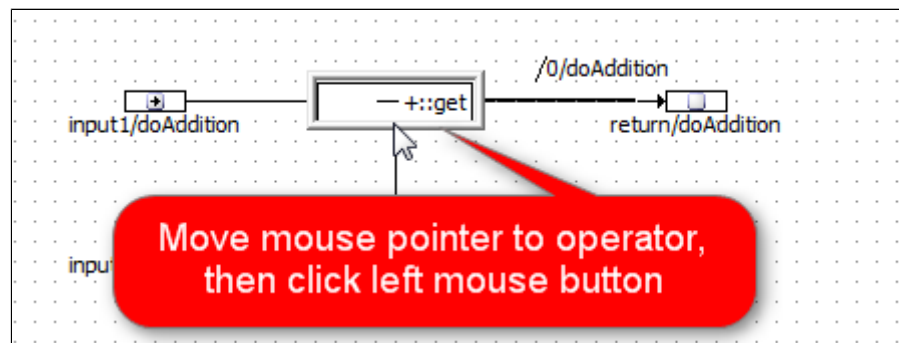 /0/doAddition
+::get
input1/doAddition
return/doAddition
Move mouse pointer to operator,
then click left mouse button